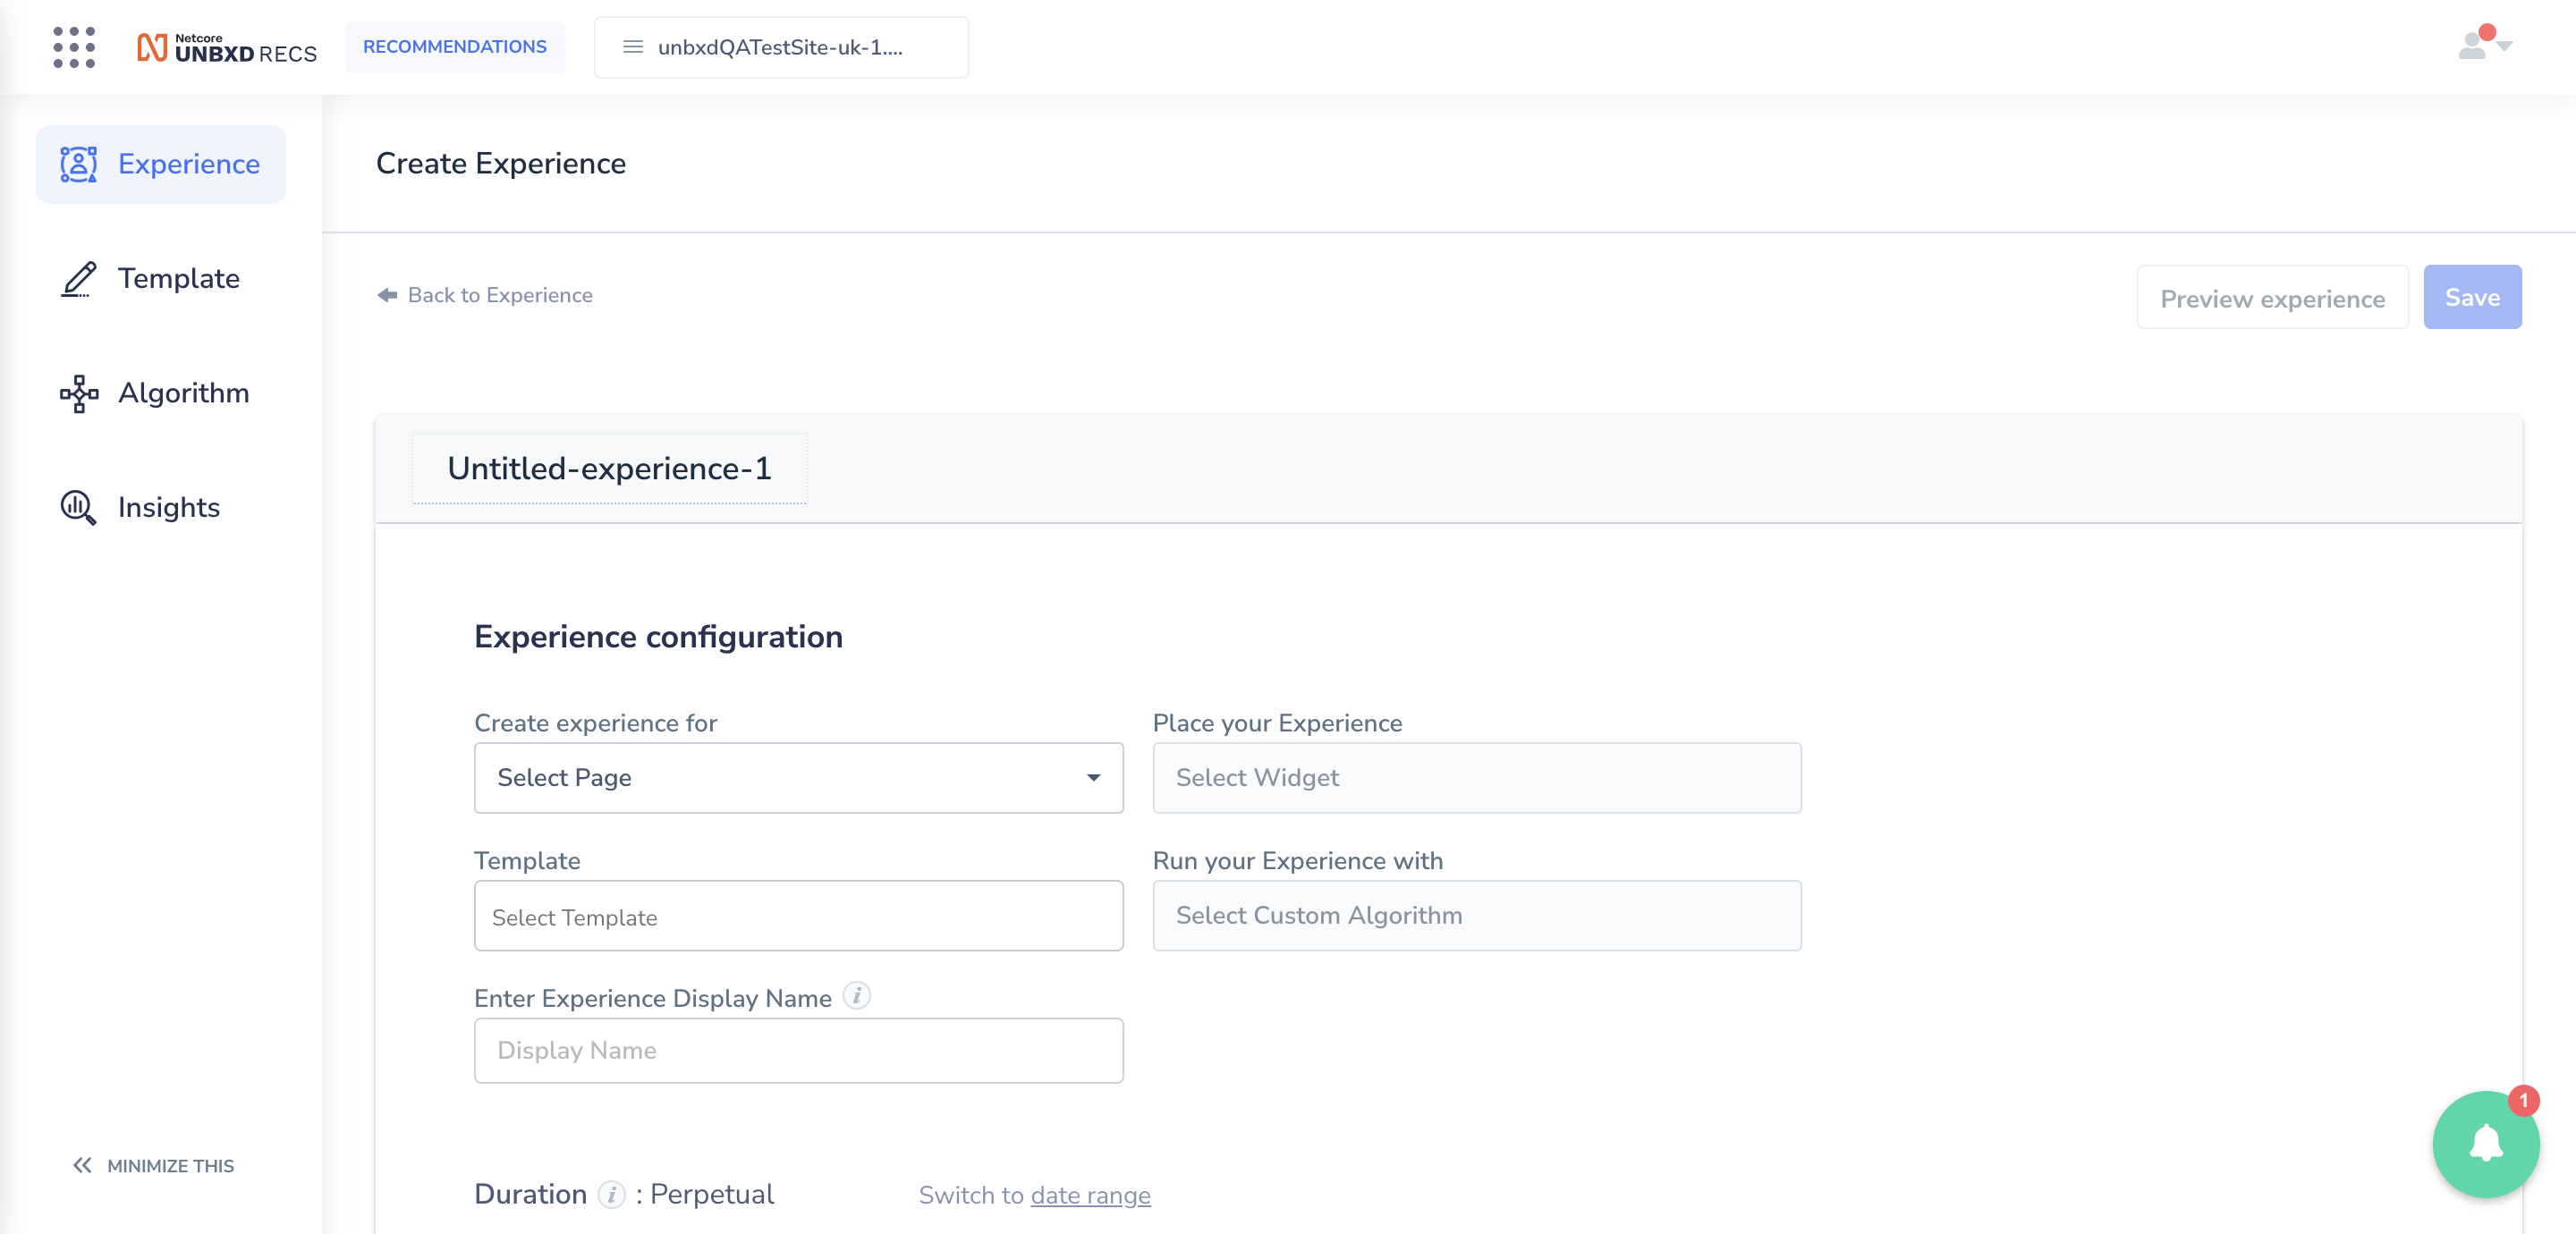 Netcore
UNBXD RECS
RECOMMENDATIONS
unbxdQATestSite-uk-1....
Experience
Template
Algorithm
Insights
MINIMIZE THIS
Create Experience
Back to Experience
Preview experience
Save
Untitled-experience-1
Experience configuration
Create experience for
Place your Experience
Select Page
Select Widget
Template
Run your Experience with
Select Template
Select Custom Algorithm
Enter Experience Display Name i
Display Name
Duration i : Perpetual
Switch to date range
1